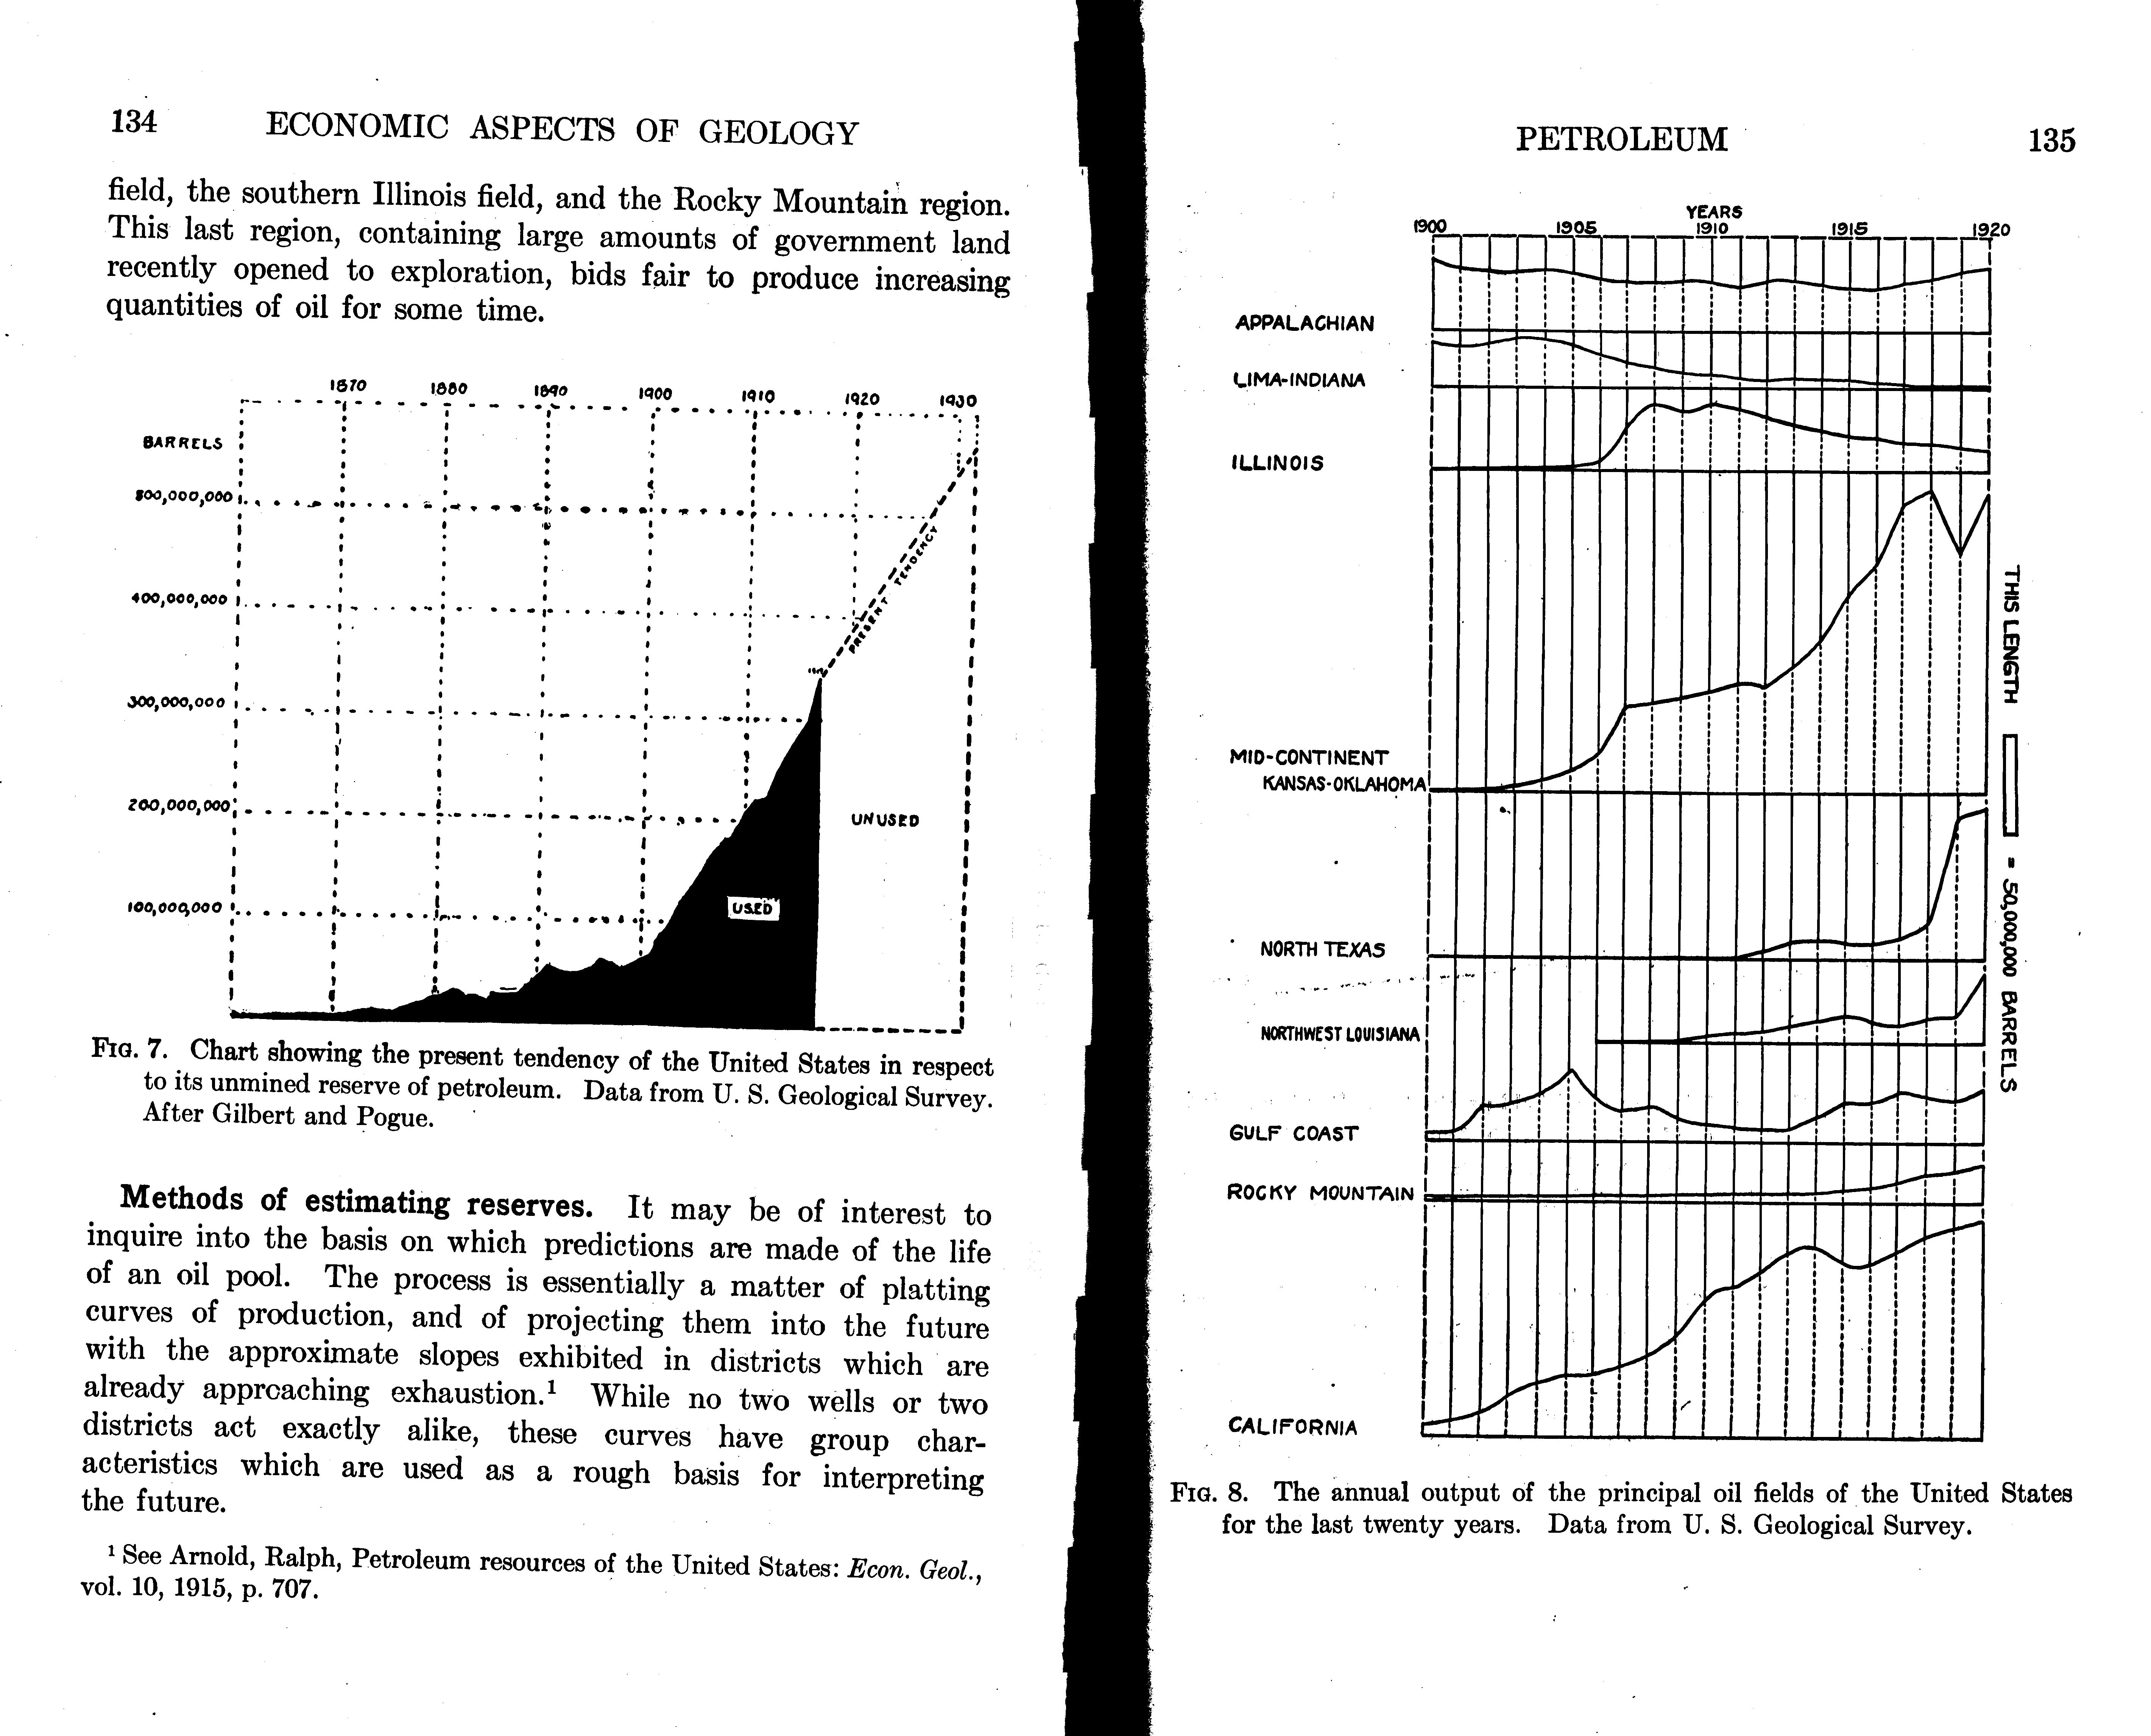 134 ECONOMIC ASPECTS OF GEOLOGY
field, the southern Illinois field, and the Rocky Mountain region.
This last region, containing large amounts of government land
recently opened to exploration, bids fair to produce increasing
quantities of oil for some time.
1870 1880 1890 1900 1910 1920 1930
BARRELS
500,000,000
400,000,000
300,000,000
200,000,000
100,000,000
PRESENT TENDENCY
1917
UNUSED
USED
FIG. 7. Chart showing the present tendency of the United States in respect
to its unmined reserve of petroleum. Data from U. S. Geological Survey.
After Gilbert and Pogue.
Methods of estimating reserves. It may be of interest to
inquire into the basis on which predictions are made of the life
of an oil pool. The process is essentially a matter of platting
curves of production, and of projecting them into the future
with the approximate slopes exhibited in districts which are
already approaching exhaustion.¹ While no two wells or two
districts act exactly alike, these curves have group char-
acteristics which are used as a rough basis for interpreting
the future.
¹ See Arnold, Ralph, Petroleum resources of the United States: Econ. Geol.,
vol. 10, 1915, p. 707.
PETROLEUM 135
YEARS
1900 1905 1910 1915 1920
APPALACHIAN
LIMA-INDIANA
ILLINOIS
MID-CONTINENT
KANSAS-OKLAHOMA
NORTH TEXAS
NORTHWEST LOUISIANA
GULF COAST
ROCKY MOUNTAIN
CALIFORNIA
THIS LENGTH = 50,000,000 BARRELS
FIG. 8. The annual output of the principal oil fields of the United States
for the last twenty years. Data from U. S. Geological Survey.